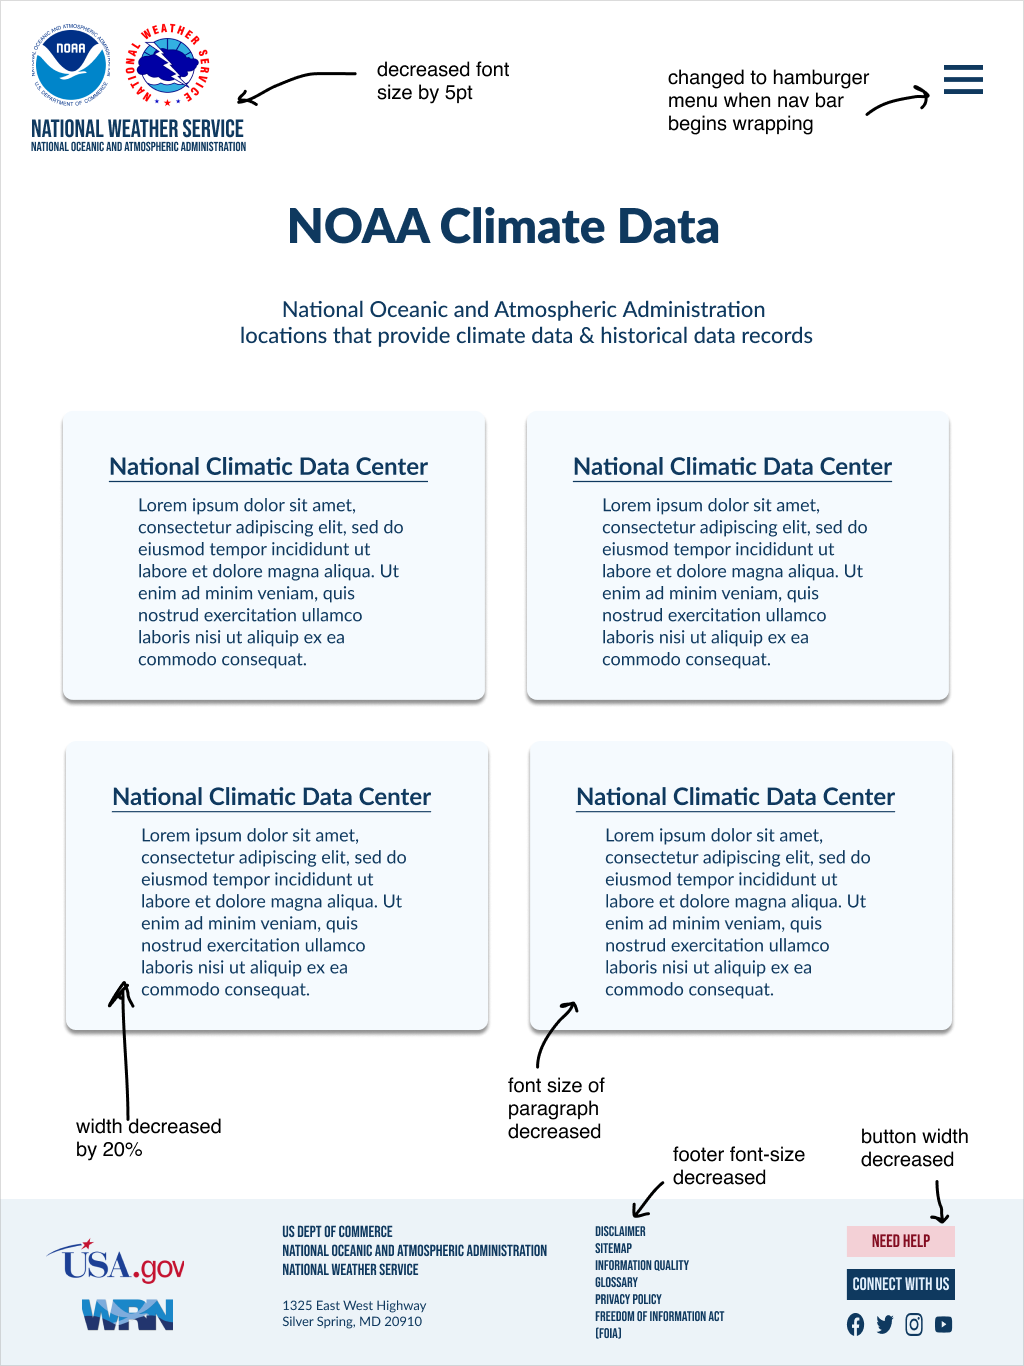 NOAA
NATIONAL OCEANIC AND ATMOSPHERIC ADMINISTRATION
U.S. DEPARTMENT OF COMMERCE
NATIONAL WEATHER SERVICE
NATIONAL WEATHER SERVICE
NATIONAL OCEANIC AND ATMOSPHERIC ADMINISTRATION
decreased font
size by 5pt
changed to hamburger
menu when nav bar
begins wrapping
NOAA Climate Data
National Oceanic and Atmospheric Administration
locations that provide climate data & historical data records
National Climatic Data Center
Lorem ipsum dolor sit amet,
consectetur adipiscing elit, sed do
eiusmod tempor incididunt ut
labore et dolore magna aliqua. Ut
enim ad minim veniam, quis
nostrud exercitation ullamco
laboris nisi ut aliquip ex ea
commodo consequat.
National Climatic Data Center
Lorem ipsum dolor sit amet,
consectetur adipiscing elit, sed do
eiusmod tempor incididunt ut
labore et dolore magna aliqua. Ut
enim ad minim veniam, quis
nostrud exercitation ullamco
laboris nisi ut aliquip ex ea
commodo consequat.
National Climatic Data Center
Lorem ipsum dolor sit amet,
consectetur adipiscing elit, sed do
eiusmod tempor incididunt ut
labore et dolore magna aliqua. Ut
enim ad minim veniam, quis
nostrud exercitation ullamco
laboris nisi ut aliquip ex ea
commodo consequat.
National Climatic Data Center
Lorem ipsum dolor sit amet,
consectetur adipiscing elit, sed do
eiusmod tempor incididunt ut
labore et dolore magna aliqua. Ut
enim ad minim veniam, quis
nostrud exercitation ullamco
laboris nisi ut aliquip ex ea
commodo consequat.
width decreased
by 20%
font size of
paragraph
decreased
footer font-size
decreased
button width
decreased
USA.gov
WRN
US DEPT OF COMMERCE
NATIONAL OCEANIC AND ATMOSPHERIC ADMINISTRATION
NATIONAL WEATHER SERVICE
1325 East West Highway
Silver Spring, MD 20910
DISCLAIMER
SITEMAP
INFORMATION QUALITY
GLOSSARY
PRIVACY POLICY
FREEDOM OF INFORMATION ACT
(FOIA)
NEED HELP
CONNECT WITH US